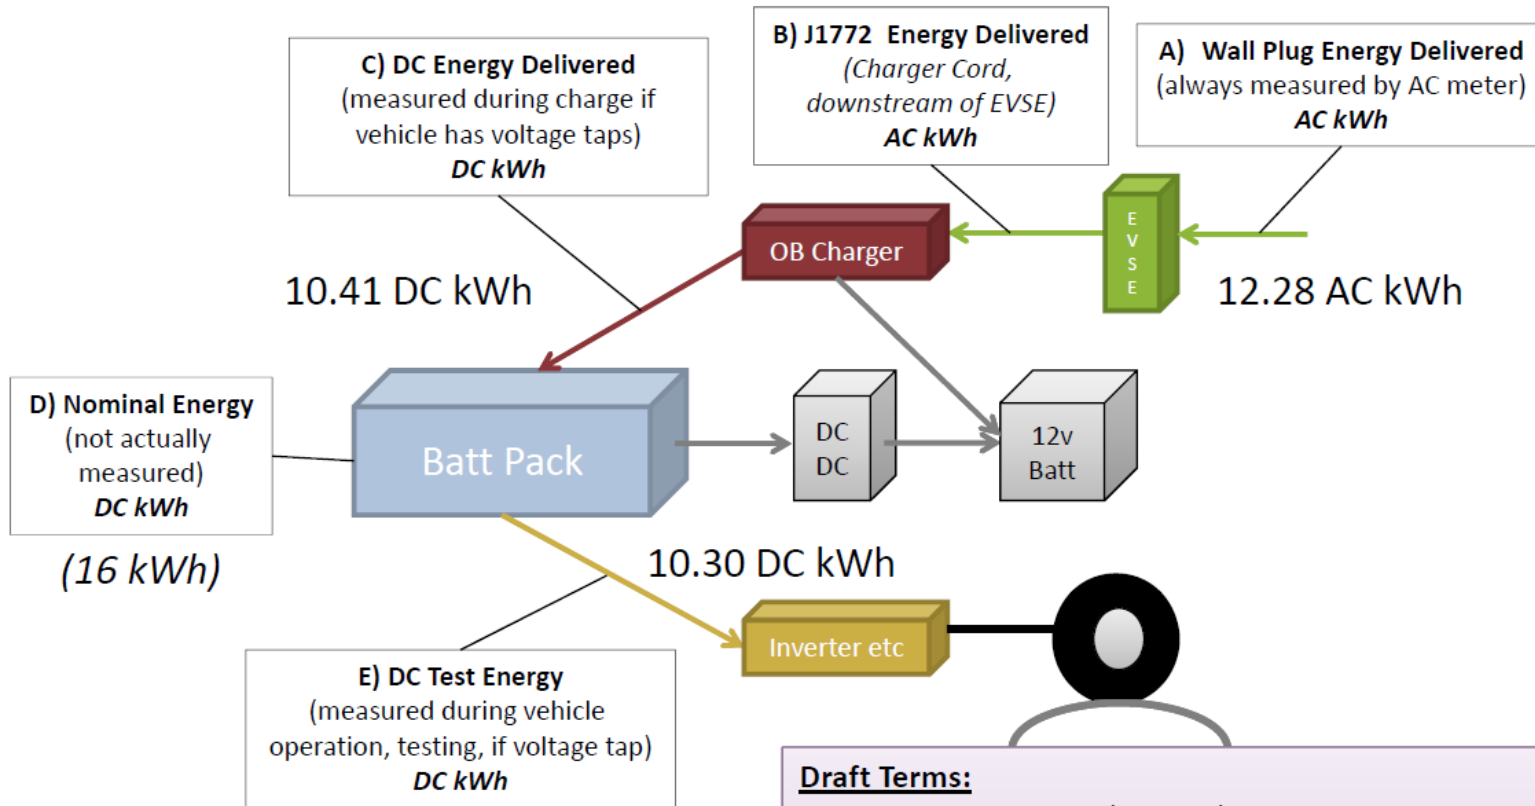 C) DC Energy Delivered
(measured during charge if
vehicle has voltage taps)
DC kWh
B) J1772 Energy Delivered
(Charger Cord,
downstream of EVSE)
AC kWh
A) Wall Plug Energy Delivered
(always measured by AC meter)
AC kWh
E
V
S
E
OB Charger
10.41 DC kWh
12.28 AC kWh
D) Nominal Energy
(not actually
measured)
DC kWh
(16 kWh)
Batt Pack
DC
DC
12v
Batt
10.30 DC kWh
Inverter etc
E) DC Test Energy
(measured during vehicle
operation, testing, if voltage tap)
DC kWh
Draft Terms: